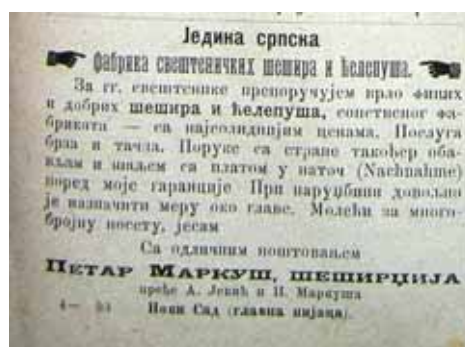 Једина српска
фабрика свештеничких шешира и ћелепуша.
За гг. свештенике препоручујем врло финих
и добрих шешира и ћелепуша, сопственог фа-
бриката — са најсолиднијим ценама. Послуга
брза и тачна. Поруке са стране такођер оба-
вљам и шаљем са платом у наточ (Nachnahme)
поред моје гаранције При наруџбини довољно
је назначити меру око главе. Молећи за много-
бројну посету, јесам
Са одличним поштовањем
ПЕТАР МАРКУШ, ШЕШИРЏИЈА
пређе А. Јевић и П. Маркуша
4—
Нови Сад (главна пијаца).